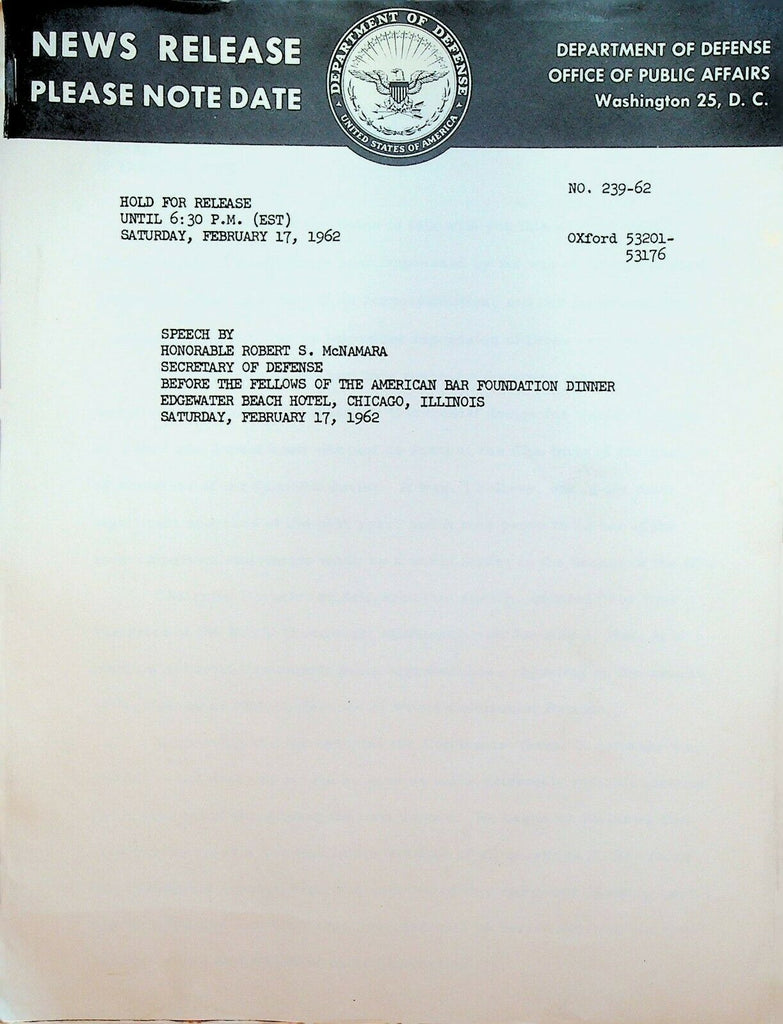 NEWS RELEASE
PLEASE NOTE DATE
DEPARTMENT OF DEFENSE
UNITED STATES OF AMERICA
DEPARTMENT OF DEFENSE
OFFICE OF PUBLIC AFFAIRS
Washington 25, D. C.
NO. 239-62
HOLD FOR RELEASE
UNTIL 6:30 P.M. (EST)
SATURDAY, FEBRUARY 17, 1962
OXford 53201-
53176
SPEECH BY
HONORABLE ROBERT S. McNAMARA
SECRETARY OF DEFENSE
BEFORE THE FELLOWS OF THE AMERICAN BAR FOUNDATION DINNER
EDGEWATER BEACH HOTEL, CHICAGO, ILLINOIS
SATURDAY, FEBRUARY 17, 1962